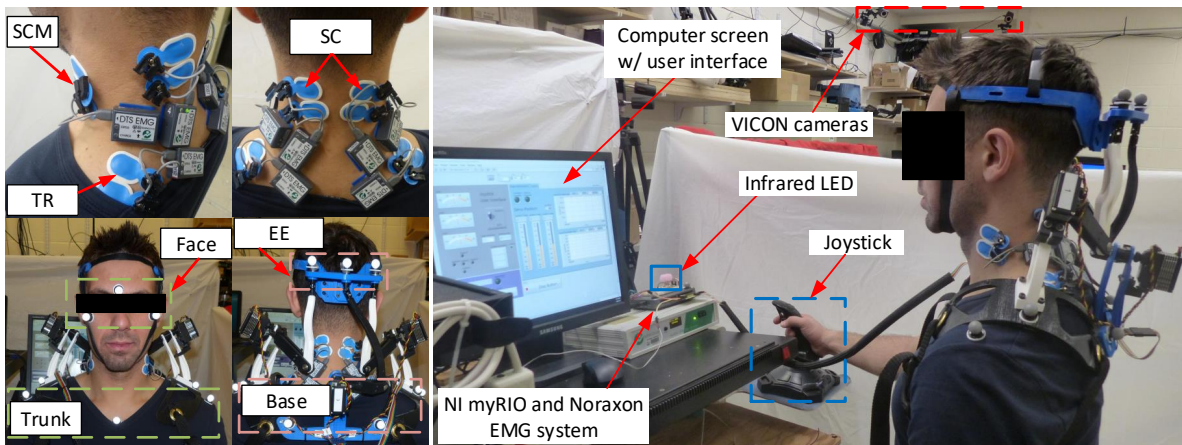 SCM
SC
TR
DTS EMG
Face
EE
Trunk
Base
Computer screen
w/ user interface
VICON cameras
Infrared LED
Joystick
SAMSUNG
NI myRIO and Noraxon
EMG system